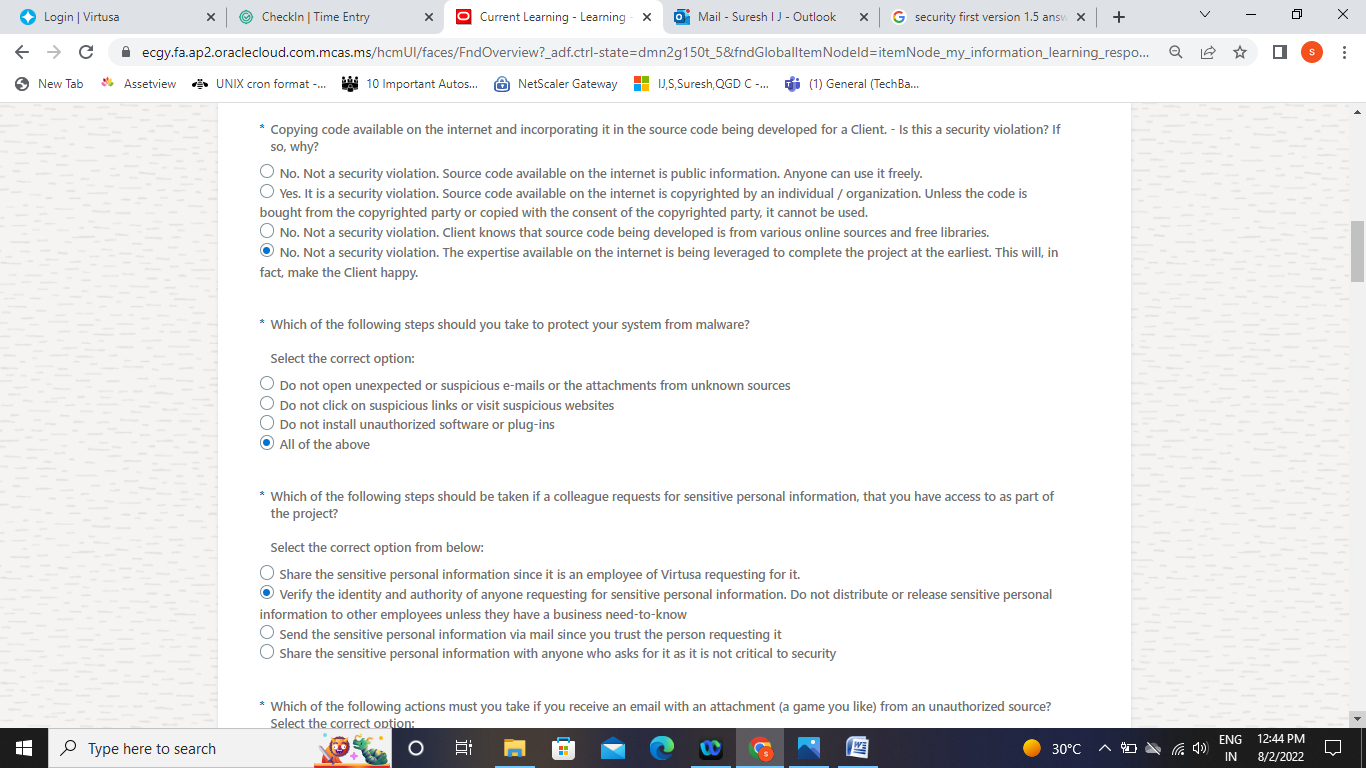 Login | Virtusa
CheckIn | Time Entry
Current Learning - Learning
Mail - Suresh I J - Outlook
security first version 1.5 answ
ecgy.fa.ap2.oraclecloud.com.mcas.ms/hcmUI/faces/FndOverview?_adf.ctrl-state=dmn2g150t_5&fndGlobalItemNodeId=itemNode_my_information_learning_respo...
S
New Tab
Assetview
UNIX cron format -...
10 Important Autos...
NetScaler Gateway
IJ,S,Suresh,QGD C -...
(1) General (TechBa...
* Copying code available on the internet and incorporating it in the source code being developed for a Client. - Is this a security violation? If
so, why?
No. Not a security violation. Source code available on the internet is public information. Anyone can use it freely.
Yes. It is a security violation. Source code available on the internet is copyrighted by an individual / organization. Unless the code is
bought from the copyrighted party or copied with the consent of the copyrighted party, it cannot be used.
No. Not a security violation. Client knows that source code being developed is from various online sources and free libraries.
No. Not a security violation. The expertise available on the internet is being leveraged to complete the project at the earliest. This will, in
fact, make the Client happy.
* Which of the following steps should you take to protect your system from malware?
Select the correct option:
Do not open unexpected or suspicious e-mails or the attachments from unknown sources
Do not click on suspicious links or visit suspicious websites
Do not install unauthorized software or plug-ins
All of the above
* Which of the following steps should be taken if a colleague requests for sensitive personal information, that you have access to as part of
the project?
Select the correct option from below:
Share the sensitive personal information since it is an employee of Virtusa requesting for it.
Verify the identity and authority of anyone requesting for sensitive personal information. Do not distribute or release sensitive personal
information to other employees unless they have a business need-to-know
Send the sensitive personal information via mail since you trust the person requesting it
Share the sensitive personal information with anyone who asks for it as it is not critical to security
* Which of the following actions must you take if you receive an email with an attachment (a game you like) from an unauthorized source?
Select the correct option:
Type here to search
30°C
ENG
IN
12:44 PM
8/2/2022